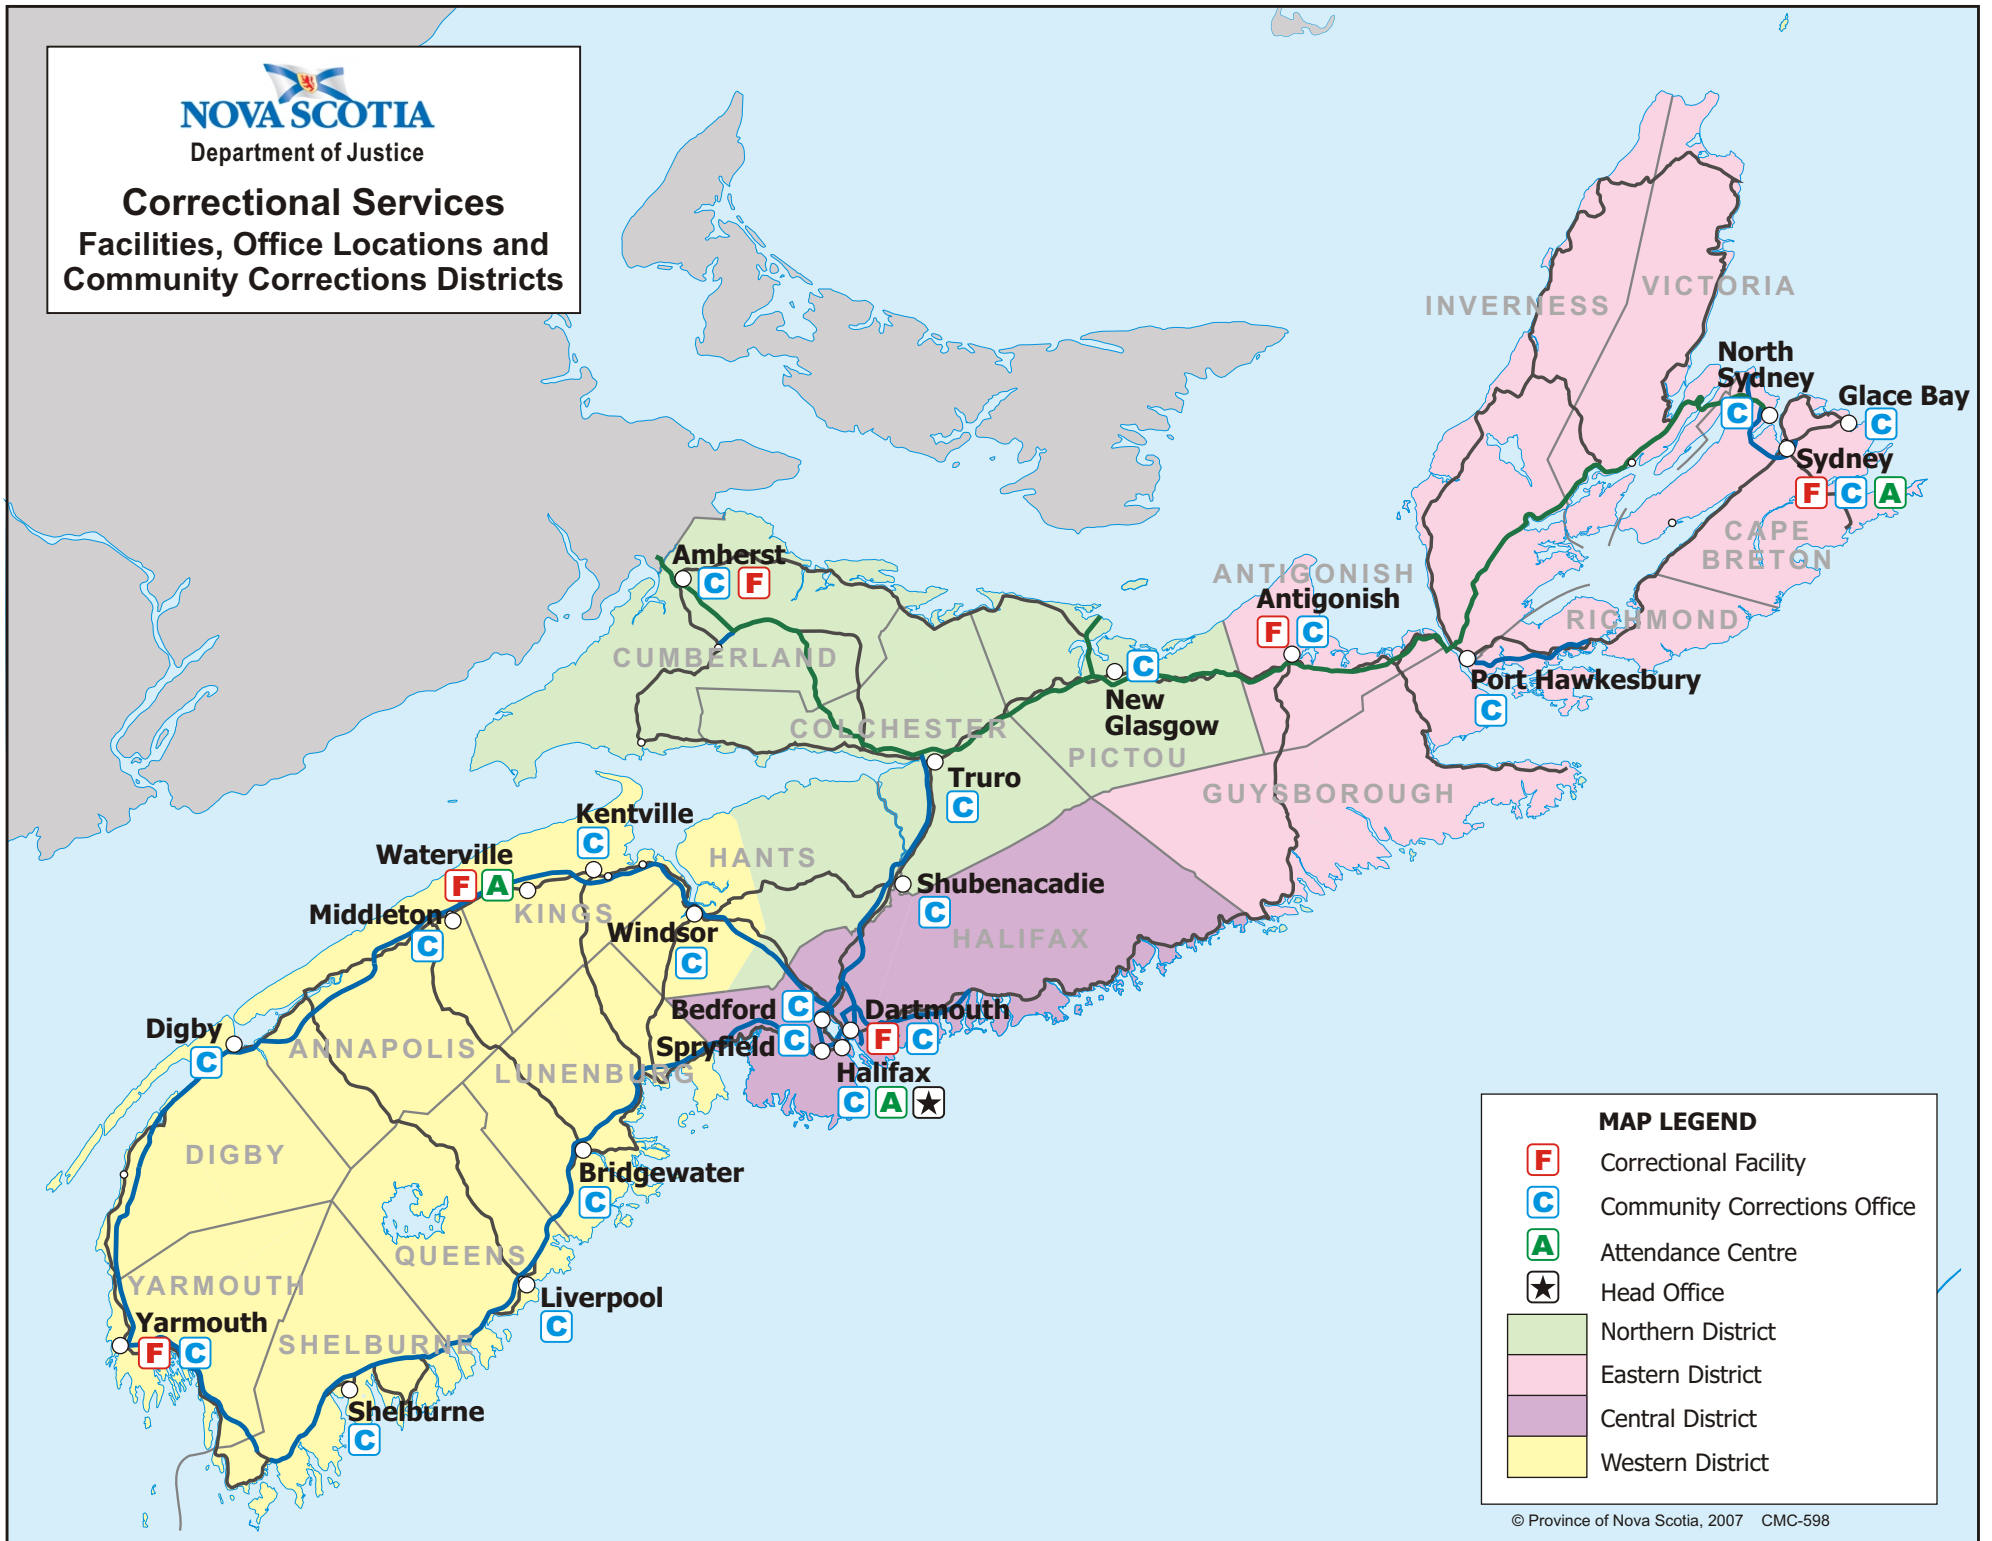 NOVA SCOTIA
Department of Justice
Correctional Services
Facilities, Office Locations and
Community Corrections Districts
INVERNESS
VICTORIA
North
Sydney
C
Glace Bay
C
Sydney
F C A
CAPE
BRETON
RICHMOND
Amherst
C F
ANTIGONISH
Antigonish
F C
CUMBERLAND
C
New
Glasgow
Port Hawkesbury
C
COLCHESTER
PICTOU
GUYSBOROUGH
Truro
C
Kentville
C
Waterville
F A
HANTS
KINGS
Middleton
C
Windsor
C
Shubenacadie
C
HALIFAX
Bedford C
Dartmouth
F C
Spryfield C
Halifax
C A ★
Digby
C
ANNAPOLIS
LUNENBURG
DIGBY
Bridgewater
C
QUEENS
YARMOUTH
Liverpool
C
Yarmouth
F C
SHELBURNE
Shelburne
C
MAP LEGEND
F Correctional Facility
C Community Corrections Office
A Attendance Centre
★ Head Office
Northern District
Eastern District
Central District
Western District
© Province of Nova Scotia, 2007 CMC-598